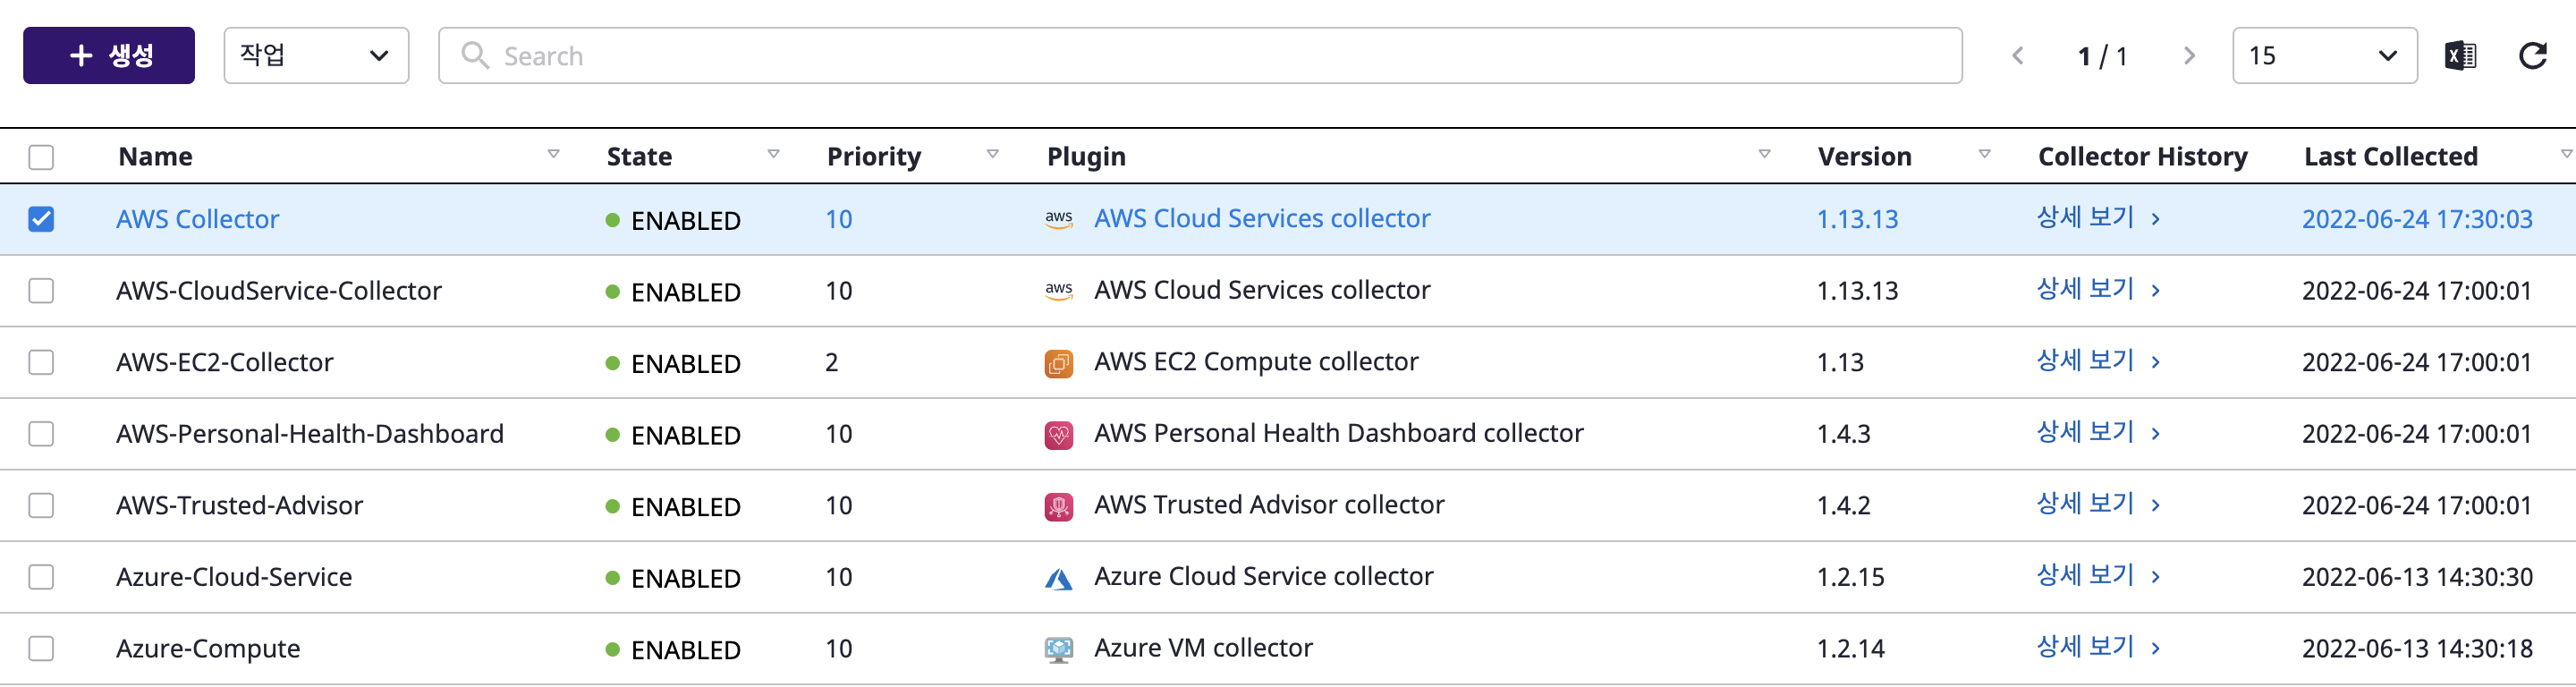 + 생성 작업 Search 1 / 1 15
Name State Priority Plugin Version Collector History Last Collected
AWS Collector ENABLED 10 aws AWS Cloud Services collector 1.13.13 상세 보기 2022-06-24 17:30:03
AWS-CloudService-Collector ENABLED 10 aws AWS Cloud Services collector 1.13.13 상세 보기 2022-06-24 17:00:01
AWS-EC2-Collector ENABLED 2 AWS EC2 Compute collector 1.13 상세 보기 2022-06-24 17:00:01
AWS-Personal-Health-Dashboard ENABLED 10 AWS Personal Health Dashboard collector 1.4.3 상세 보기 2022-06-24 17:00:01
AWS-Trusted-Advisor ENABLED 10 AWS Trusted Advisor collector 1.4.2 상세 보기 2022-06-24 17:00:01
Azure-Cloud-Service ENABLED 10 Azure Cloud Service collector 1.2.15 상세 보기 2022-06-13 14:30:30
Azure-Compute ENABLED 10 Azure VM collector 1.2.14 상세 보기 2022-06-13 14:30:18